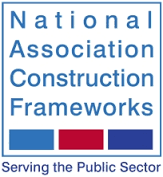 National
Association
Construction
Frameworks
Serving the Public Sector